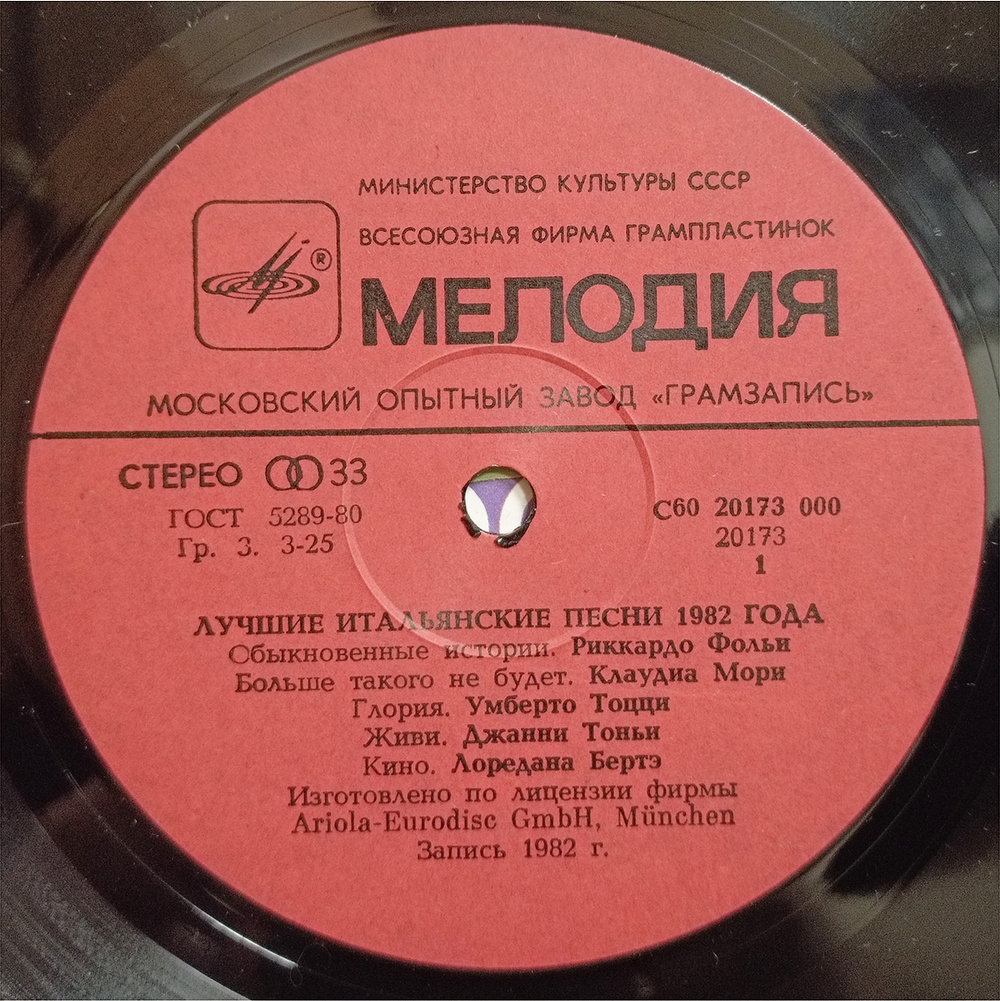 МИНИСТЕРСТВО КУЛЬТУРЫ СССР
ВСЕСОЮЗНАЯ ФИРМА ГРАМПЛАСТИНОК
®
МЕЛОДИЯ
МОСКОВСКИЙ ОПЫТНЫЙ ЗАВОД «ГРАМЗАПИСЬ»
СТЕРЕО 33
ГОСТ 5289-80
Гр. 3. 3-25
С60 20173 000
20173
1
ЛУЧШИЕ ИТАЛЬЯНСКИЕ ПЕСНИ 1982 ГОДА
Обыкновенные истории. Риккардо Фольи
Больше такого не будет. Клаудиа Мори
Глория. Умберто Тоцци
Живи. Джанни Тоньи
Кино. Лоредана Бертэ
Изготовлено по лицензии фирмы
Ariola-Eurodisc GmbH, München
Запись 1982 г.